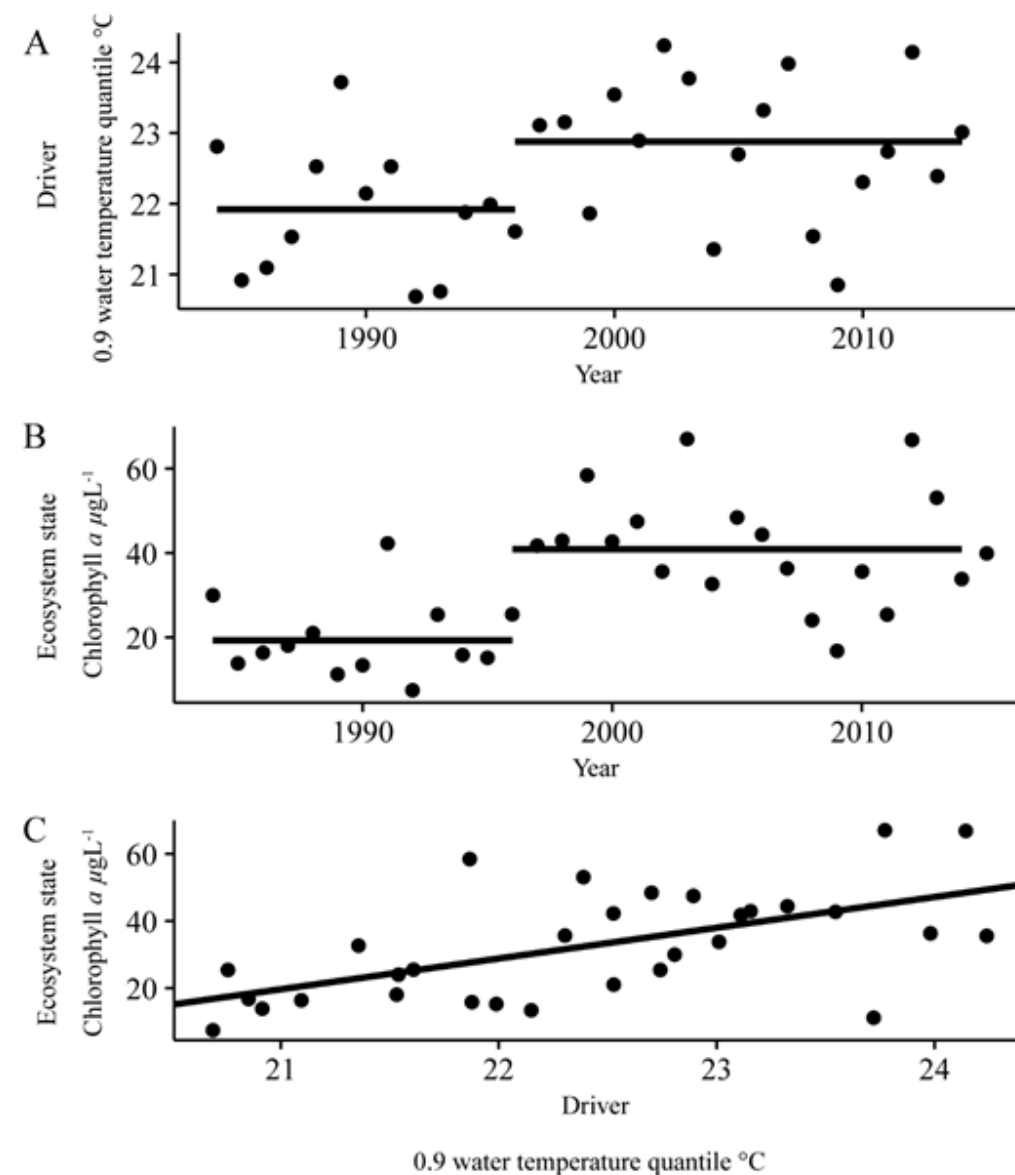 A
Driver
0.9 water temperature quantile °C
24
23
22
21
1990
2000
2010
Year
B
Ecosystem state
Chlorophyll a µgL-1
60
40
20
1990
2000
2010
Year
C
Ecosystem state
Chlorophyll a µgL-1
60
40
20
21
22
23
24
Driver
0.9 water temperature quantile °C